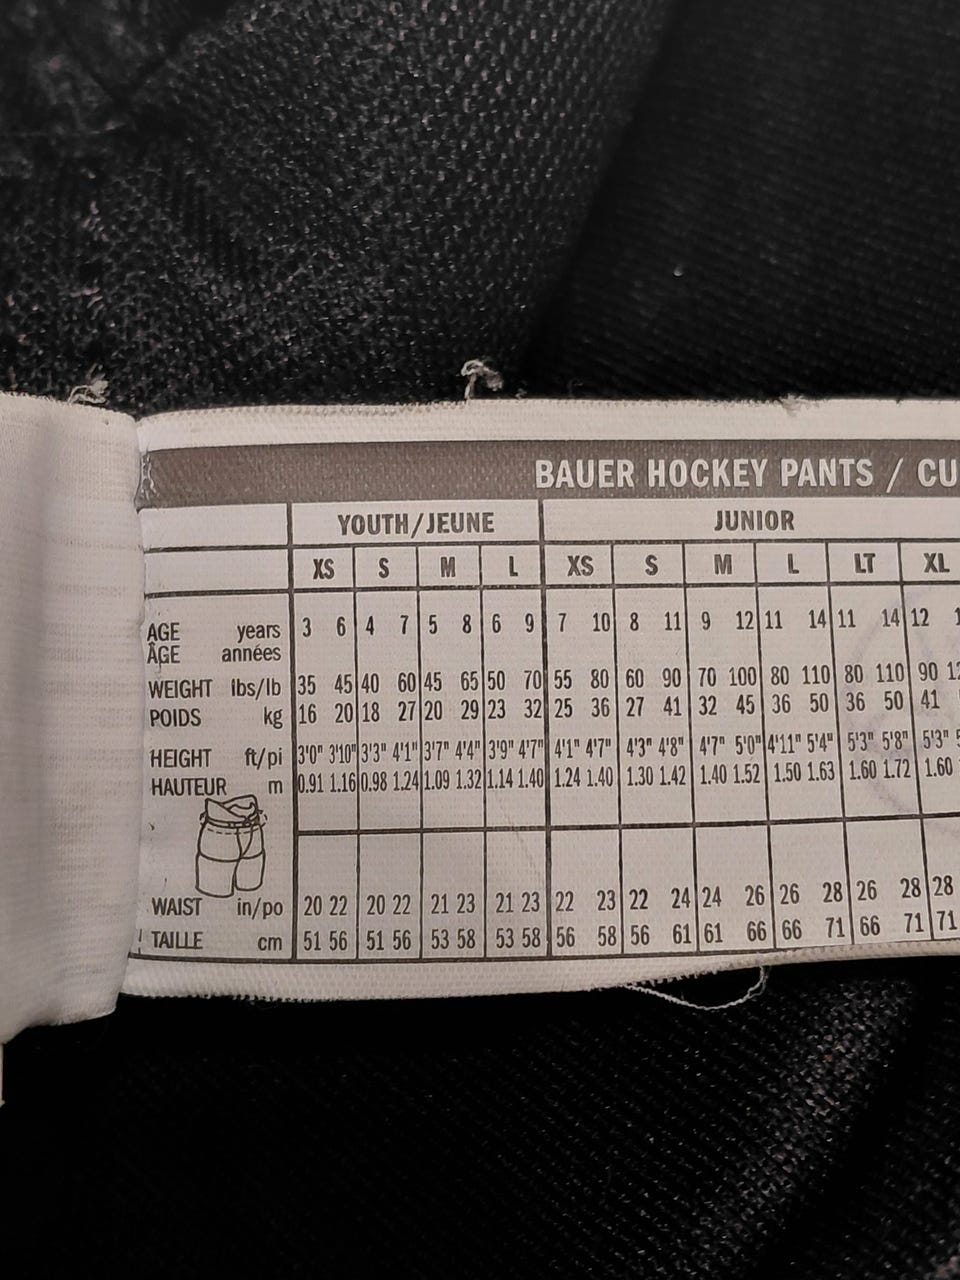 BAUER HOCKEY PANTS / CU
YOUTH/JEUNE JUNIOR
XS S M L XS S M L LT XL
AGE years 3 6 4 7 5 8 6 9 7 10 8 11 9 12 11 14 11 14 12
ÂGE années
WEIGHT lbs/lb 35 45 40 60 45 65 50 70 55 80 60 90 70 100 80 110 80 110 90
POIDS kg 16 20 18 27 20 29 23 32 25 36 27 41 32 45 36 50 36 50 41
HEIGHT ft/pi 3'0" 3'10" 3'3" 4'1" 3'7" 4'4" 3'9" 4'7" 4'1" 4'7" 4'3" 4'8" 4'7" 5'0" 4'11" 5'4" 5'3" 5'8" 5'3"
HAUTEUR m 0.91 1.16 0.98 1.24 1.09 1.32 1.14 1.40 1.24 1.40 1.30 1.42 1.40 1.52 1.50 1.63 1.60 1.72 1.60
WAIST in/po 20 22 20 22 21 23 21 23 22 23 22 24 24 26 26 28 26 28 28
TAILLE cm 51 56 51 56 53 58 53 58 56 58 56 61 61 66 66 71 66 71 71